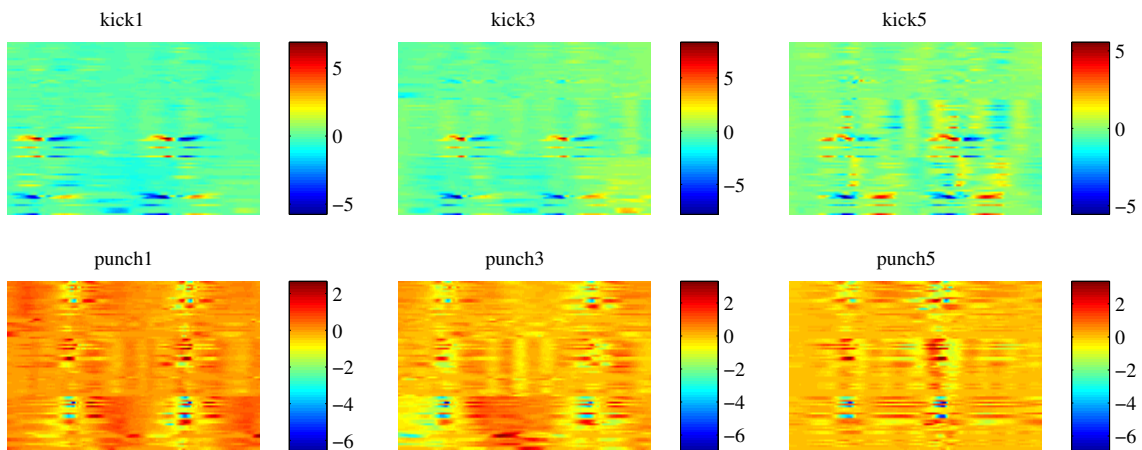 kick1 kick3 kick5
5 5 5
0 0 0
−5 −5 −5
punch1 punch3 punch5
2 2 2
0 0 0
−2 −2 −2
−4 −4 −4
−6 −6 −6